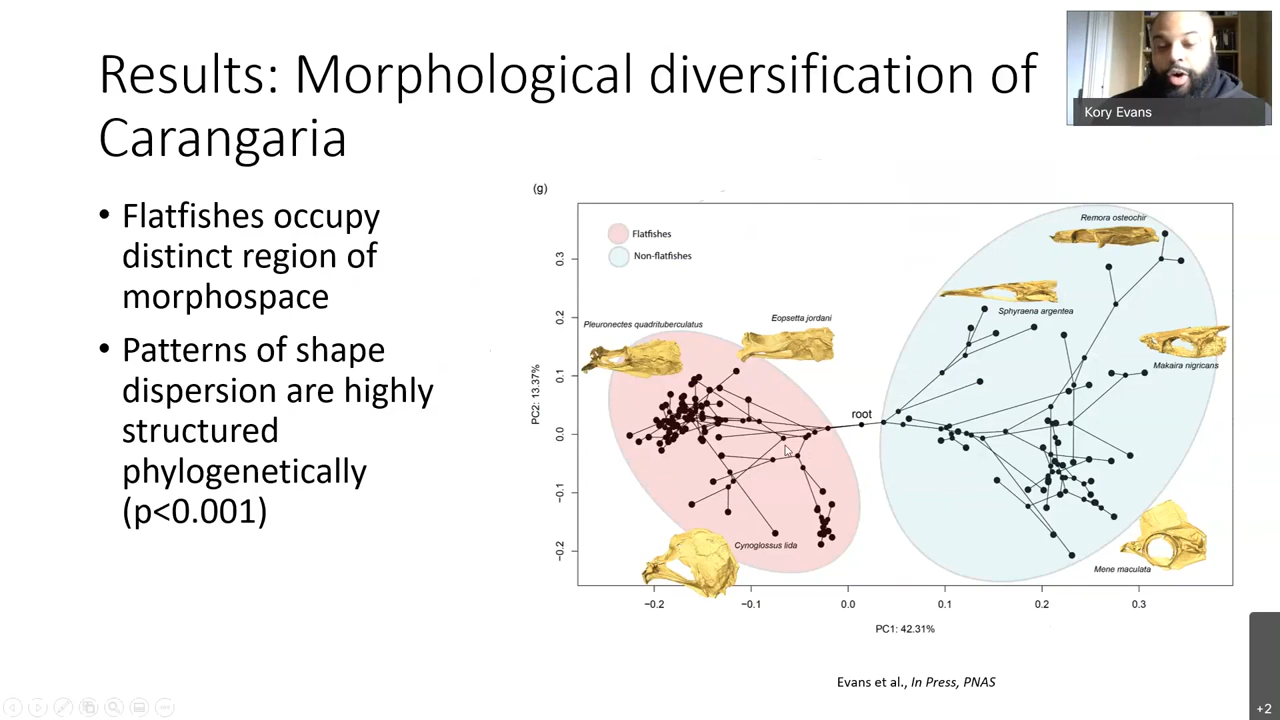 Results: Morphological diversification of
Carangaria
Kory Evans
• Flatfishes occupy
distinct region of
morphospace
• Patterns of shape
dispersion are highly
structured
phylogenetically
(p<0.001)
(g)
Flatfishes
Non-flatfishes
Remora osteochir
Sphyraena argentea
Makaira nigricans
Pleuronectes quadrituberculatus
Eopsetta jordani
root
Cynoglossus lida
Mene maculata
PC2: 13.37%
0.3
0.2
0.1
0.0
−0.1
−0.2
−0.2
−0.1
0.0
0.1
0.2
0.3
PC1: 42.31%
Evans et al., In Press, PNAS
+2